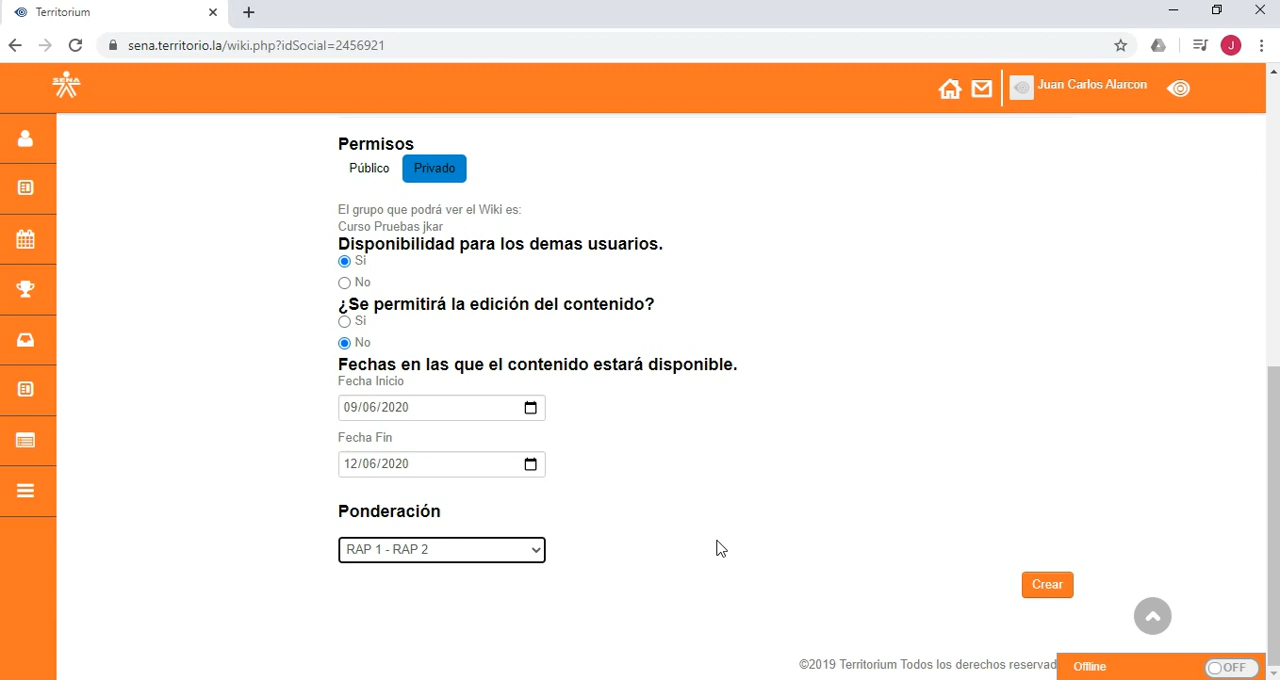 Territorium
sena.territorio.la/wiki.php?idSocial=2456921
J
SENA
Juan Carlos Alarcon
Permisos
Público Privado
El grupo que podrá ver el Wiki es:
Curso Pruebas jkar
Disponibilidad para los demas usuarios.
Si
No
¿Se permitirá la edición del contenido?
Si
No
Fechas en las que el contenido estará disponible.
Fecha Inicio
09/06/2020
Fecha Fin
12/06/2020
Ponderación
RAP 1 - RAP 2
Crear
©2019 Territorium Todos los derechos reservad
Offline OFF